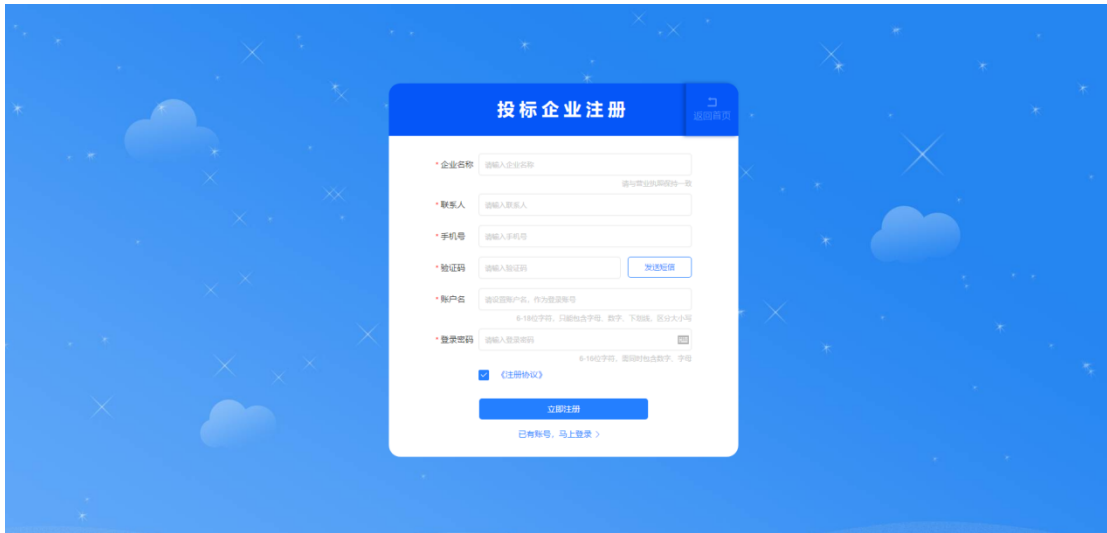 投标企业注册
返回首页
* 企业名称 请输入企业名称
请与营业执照保持一致
* 联系人 请输入联系人
* 手机号 请输入手机号
* 验证码 请输入验证码 发送短信
* 账户名 请设置账户名，作为登录账号
6-18位字符，只能包含字母、数字、下划线，区分大小写
* 登录密码 请输入登录密码
8-16位字符，需同时包含数字、字母
《注册协议》
立即注册
已有账号，马上登录 >